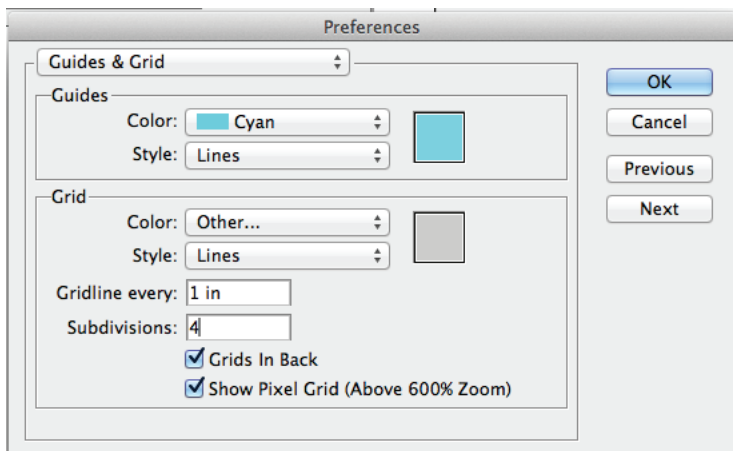 Preferences
Guides & Grid
OK
Guides
Color: Cyan
Cancel
Style: Lines
Previous
Grid
Next
Color: Other...
Style: Lines
Gridline every: 1 in
Subdivisions: 4
Grids In Back
Show Pixel Grid (Above 600% Zoom)